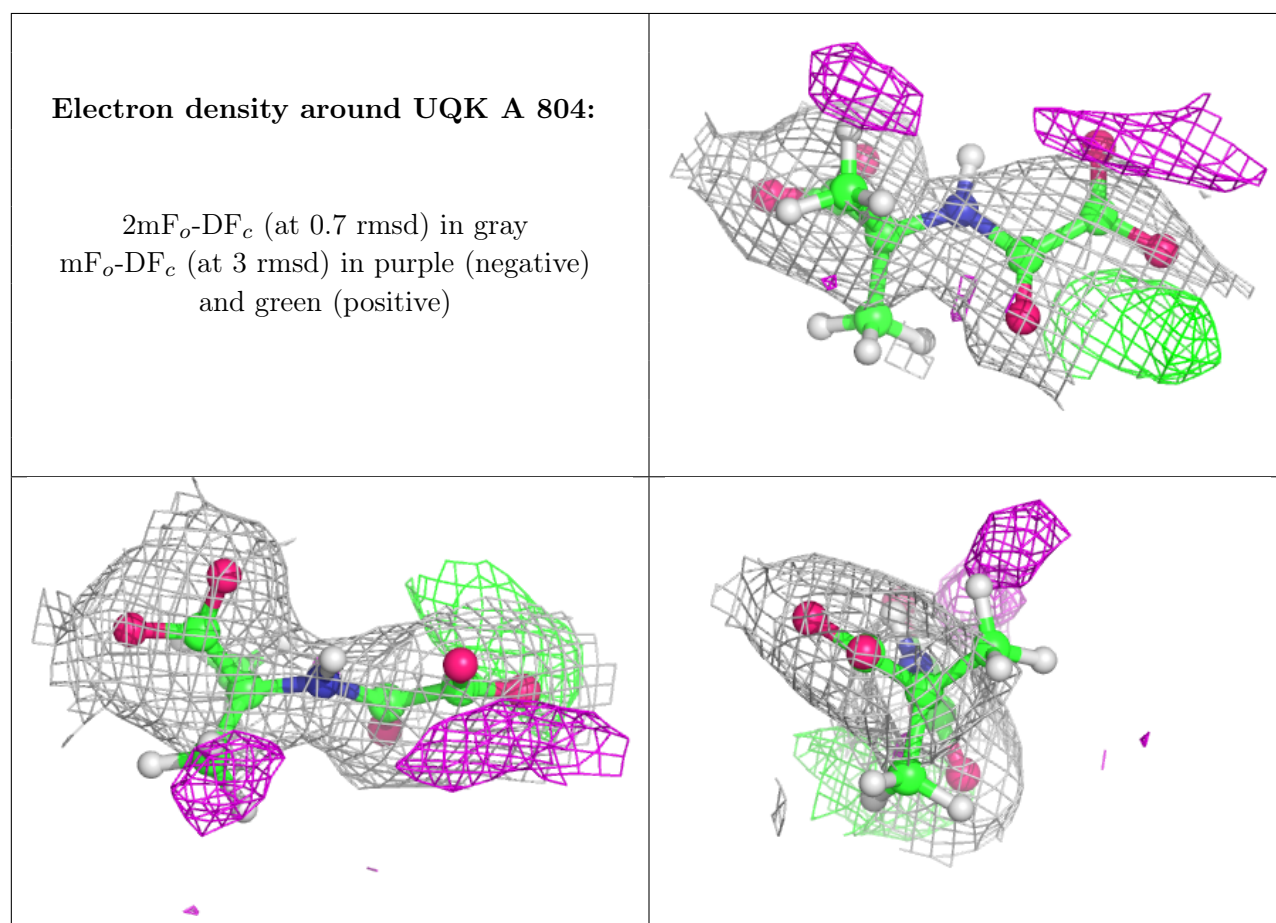 Electron density around UQK A 804:
2mFo-DFc (at 0.7 rmsd) in gray
mFo-DFc (at 3 rmsd) in purple (negative)
and green (positive)